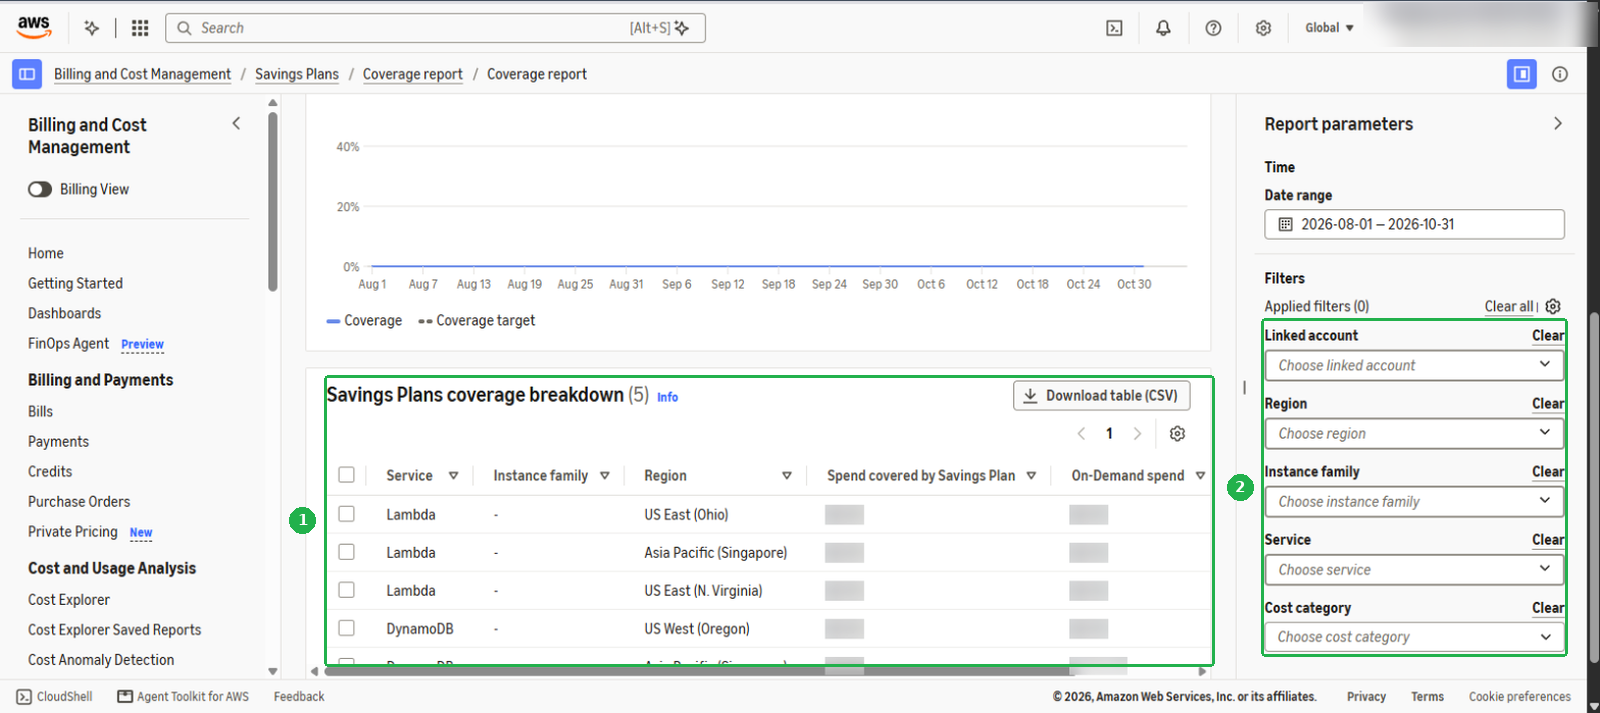 aws
Search
[Alt+S]
Global
Billing and Cost Management / Savings Plans / Coverage report / Coverage report
Billing and Cost
Management
Billing View
Home
Getting Started
Dashboards
FinOps Agent Preview
Billing and Payments
Bills
Payments
Credits
Purchase Orders
Private Pricing New
Cost and Usage Analysis
Cost Explorer
Cost Explorer Saved Reports
Cost Anomaly Detection
40%
20%
0%
Aug 1 Aug 7 Aug 13 Aug 19 Aug 25 Aug 31 Sep 6 Sep 12 Sep 18 Sep 24 Sep 30 Oct 6 Oct 12 Oct 18 Oct 24 Oct 30
Coverage Coverage target
Savings Plans coverage breakdown (5) Info
Download table (CSV)
1
Service Instance family Region Spend covered by Savings Plan On-Demand spend
1
Lambda - US East (Ohio)
Lambda - Asia Pacific (Singapore)
Lambda - US East (N. Virginia)
DynamoDB - US West (Oregon)
Report parameters
Time
Date range
2026-08-01 – 2026-10-31
Filters
Applied filters (0) Clear all
Linked account Clear
Choose linked account
Region Clear
Choose region
2
Instance family Clear
Choose instance family
Service Clear
Choose service
Cost category Clear
Choose cost category
CloudShell Agent Toolkit for AWS Feedback
© 2026, Amazon Web Services, Inc. or its affiliates. Privacy Terms Cookie preferences